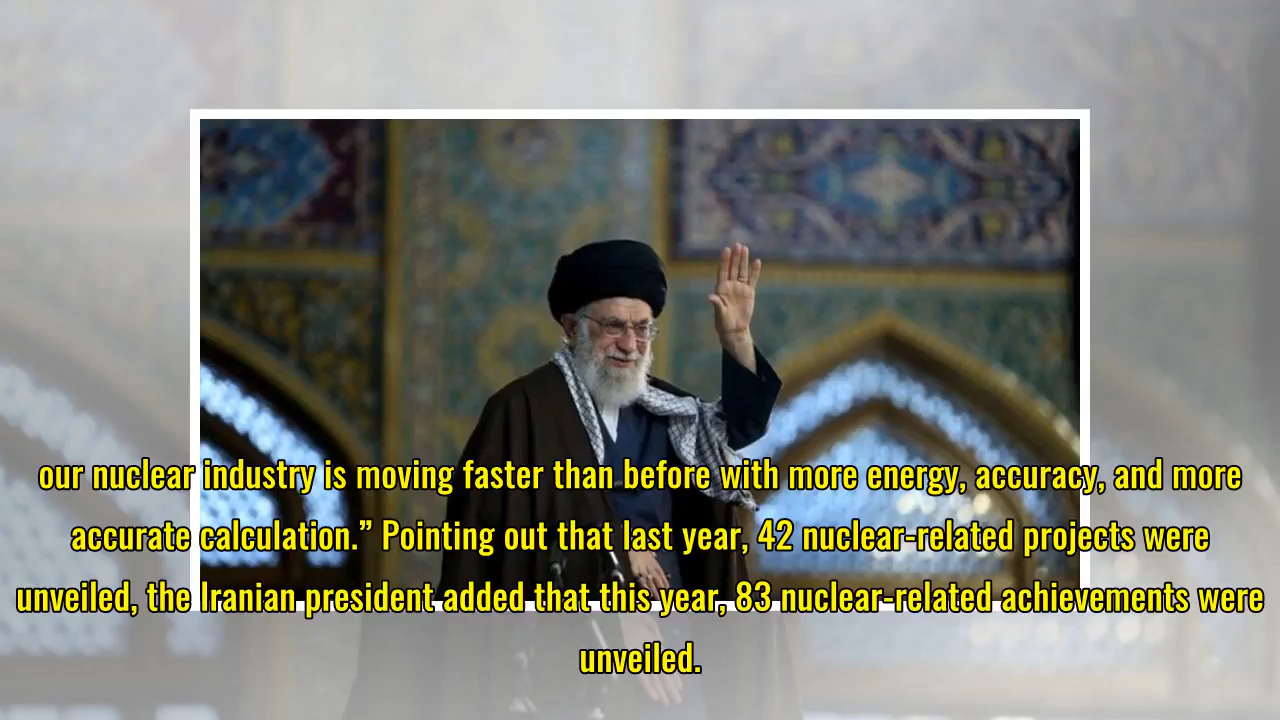 our nuclear industry is moving faster than before with more energy, accuracy, and more
accurate calculation.” Pointing out that last year, 42 nuclear-related projects were
unveiled, the Iranian president added that this year, 83 nuclear-related achievements were
unveiled.